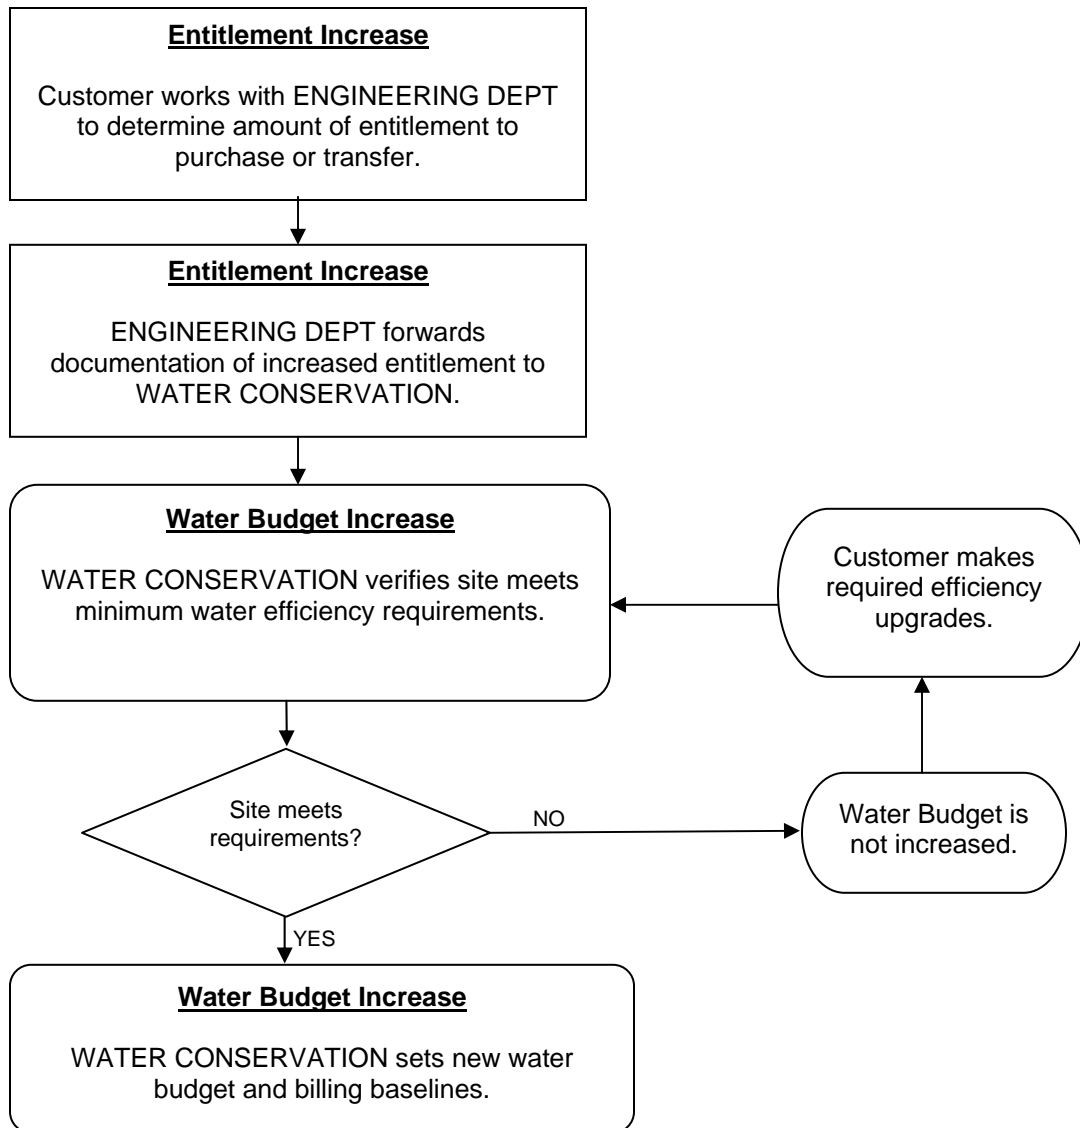 Entitlement Increase
Customer works with ENGINEERING DEPT
to determine amount of entitlement to
purchase or transfer.
Entitlement Increase
ENGINEERING DEPT forwards
documentation of increased entitlement to
WATER CONSERVATION.
Water Budget Increase
WATER CONSERVATION verifies site meets
minimum water efficiency requirements.
Customer makes
required efficiency
upgrades.
Site meets
requirements?
NO
Water Budget is
not increased.
YES
Water Budget Increase
WATER CONSERVATION sets new water
budget and billing baselines.